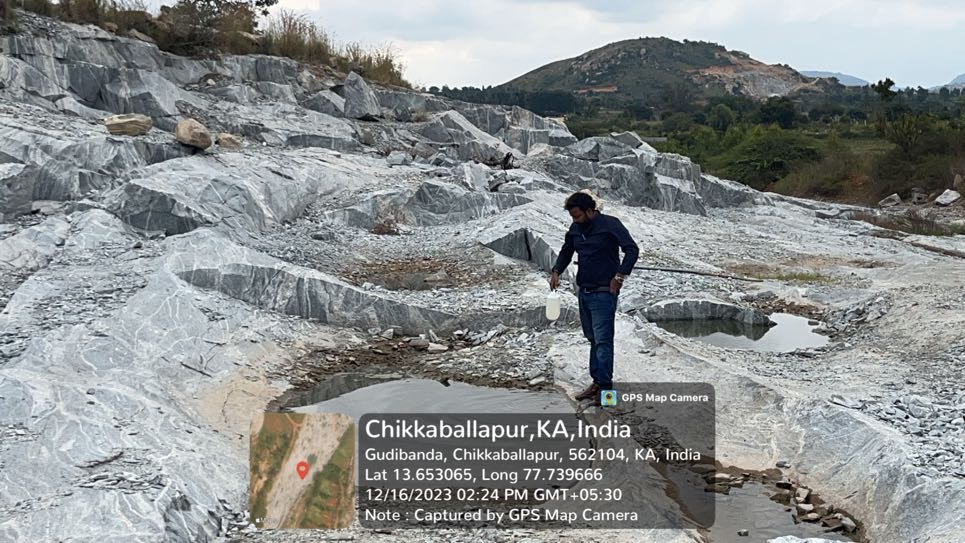 GPS Map Camera
Chikkaballapur,KA,India
Gudibanda, Chikkaballapur, 562104, KA, India
Lat 13.653065, Long 77.739666
12/16/2023 02:24 PM GMT+05:30
Note : Captured by GPS Map Camera